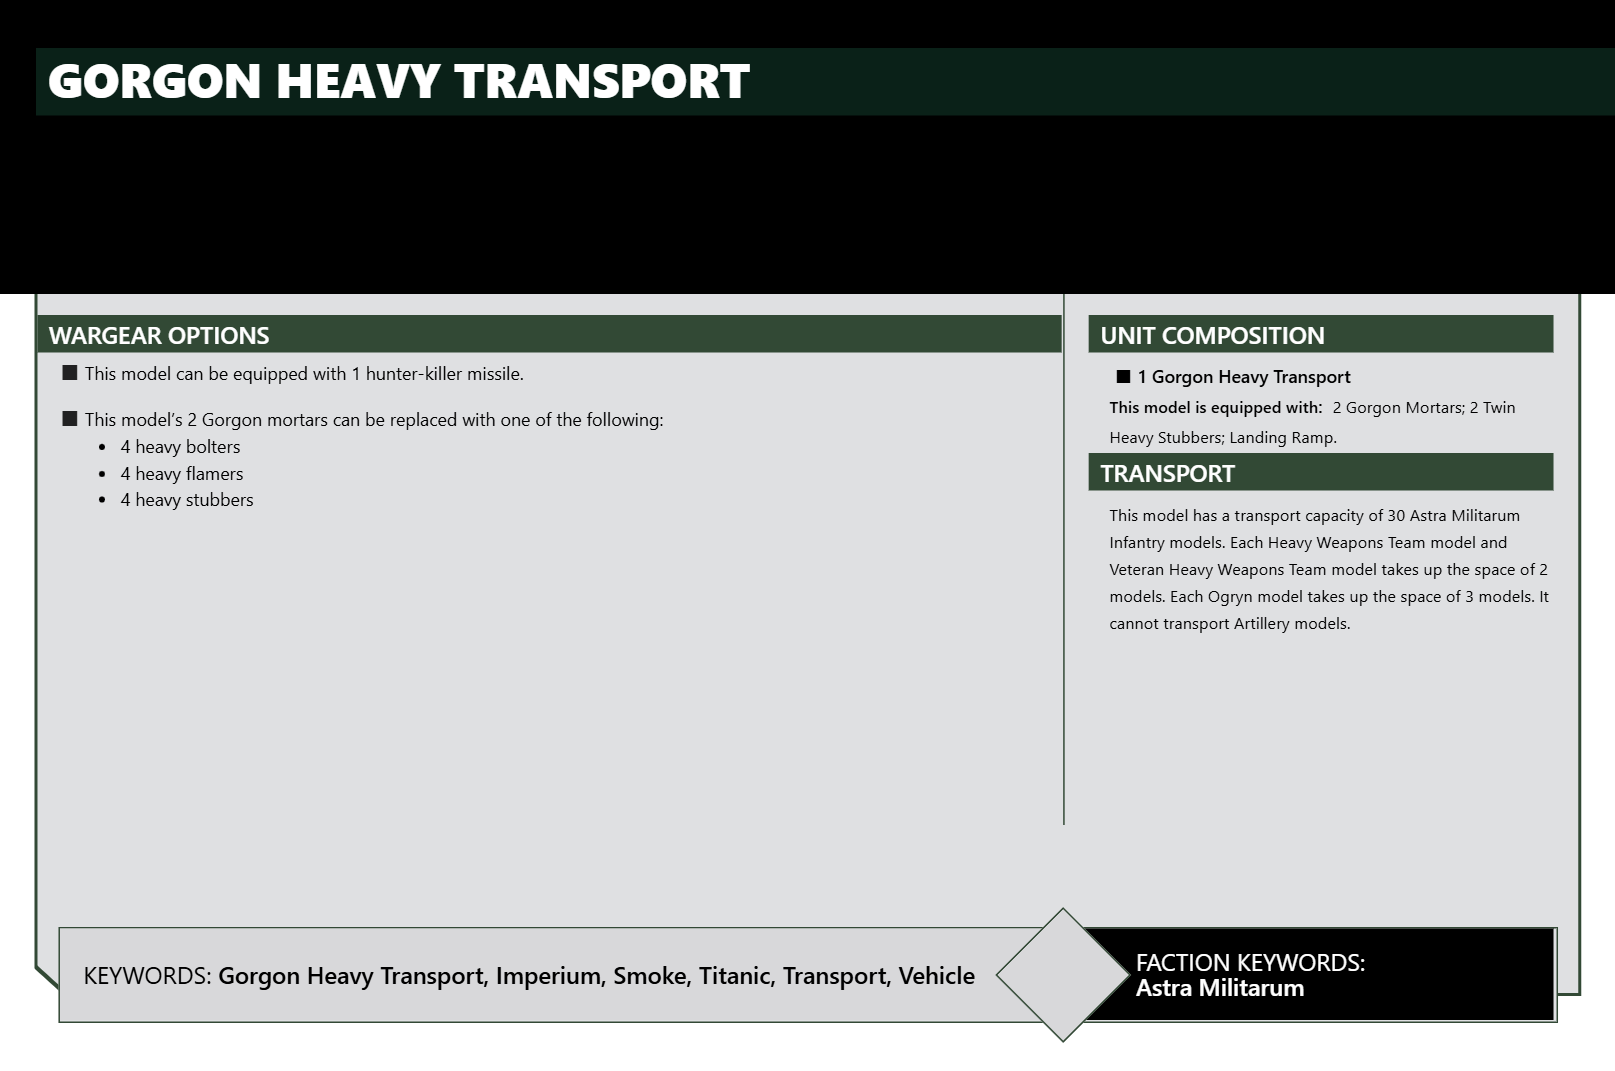 GORGON HEAVY TRANSPORT
WARGEAR OPTIONS
■ This model can be equipped with 1 hunter-killer missile.
■ This model’s 2 Gorgon mortars can be replaced with one of the following:
• 4 heavy bolters
• 4 heavy flamers
• 4 heavy stubbers
UNIT COMPOSITION
■ 1 Gorgon Heavy Transport
This model is equipped with: 2 Gorgon Mortars; 2 Twin
Heavy Stubbers; Landing Ramp.
TRANSPORT
This model has a transport capacity of 30 Astra Militarum
Infantry models. Each Heavy Weapons Team model and
Veteran Heavy Weapons Team model takes up the space of 2
models. Each Ogryn model takes up the space of 3 models. It
cannot transport Artillery models.
KEYWORDS: Gorgon Heavy Transport, Imperium, Smoke, Titanic, Transport, Vehicle
FACTION KEYWORDS:
Astra Militarum